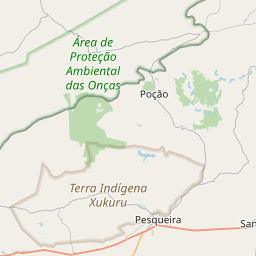 Área de
Proteção
Ambiental
das Onças
Poção
Terra Indígena
Xukuru
Pesqueira
San